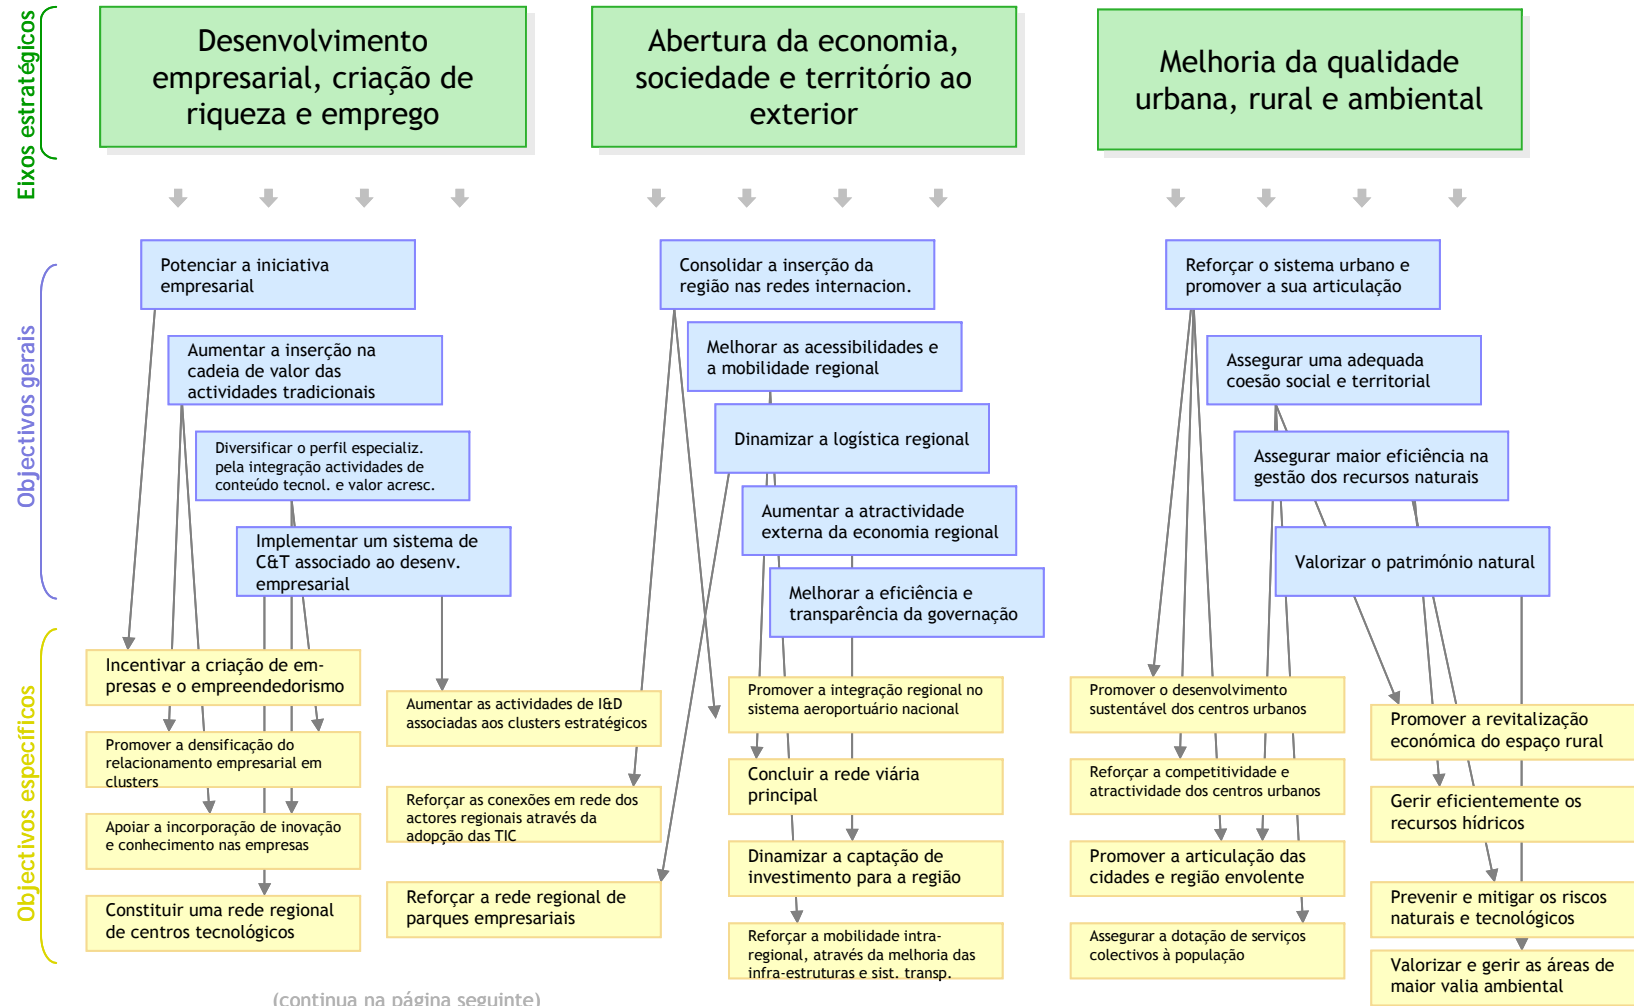 Eixos estratégicos
Desenvolvimento
empresarial, criação de
riqueza e emprego
Abertura da economia,
sociedade e território ao
exterior
Melhoria da qualidade
urbana, rural e ambiental
Objectivos gerais
Potenciar a iniciativa
empresarial
Aumentar a inserção na
cadeia de valor das
actividades tradicionais
Diversificar o perfil especializ.
pela integração actividades de
conteúdo tecnol. e valor acresc.
Implementar um sistema de
C&T associado ao desenv.
empresarial
Consolidar a inserção da
região nas redes internacion.
Melhorar as acessibilidades e
a mobilidade regional
Dinamizar a logística regional
Aumentar a atractividade
externa da economia regional
Melhorar a eficiência e
transparência da governação
Reforçar o sistema urbano e
promover a sua articulação
Assegurar uma adequada
coesão social e territorial
Assegurar maior eficiência na
gestão dos recursos naturais
Valorizar o património natural
Objectivos específicos
Incentivar a criação de em-
presas e o empreendedorismo
Promover a densificação do
relacionamento empresarial em
clusters
Apoiar a incorporação de inovação
e conhecimento nas empresas
Constituir uma rede regional
de centros tecnológicos
Aumentar as actividades de I&D
associadas aos clusters estratégicos
Reforçar as conexões em rede dos
actores regionais através da
adopção das TIC
Reforçar a rede regional de
parques empresariais
Promover a integração regional no
sistema aeroportuário nacional
Concluir a rede viária
principal
Dinamizar a captação de
investimento para a região
Reforçar a mobilidade intra-
regional, através da melhoria das
infra-estruturas e sist. transp.
Promover o desenvolvimento
sustentável dos centros urbanos
Reforçar a competitividade e
atractividade dos centros urbanos
Promover a articulação das
cidades e região envolente
Assegurar a dotação de serviços
colectivos à população
Promover a revitalização
económica do espaço rural
Gerir eficientemente os
recursos hídricos
Prevenir e mitigar os riscos
naturais e tecnológicos
Valorizar e gerir as áreas de
maior valia ambiental
(continua na página seguinte)